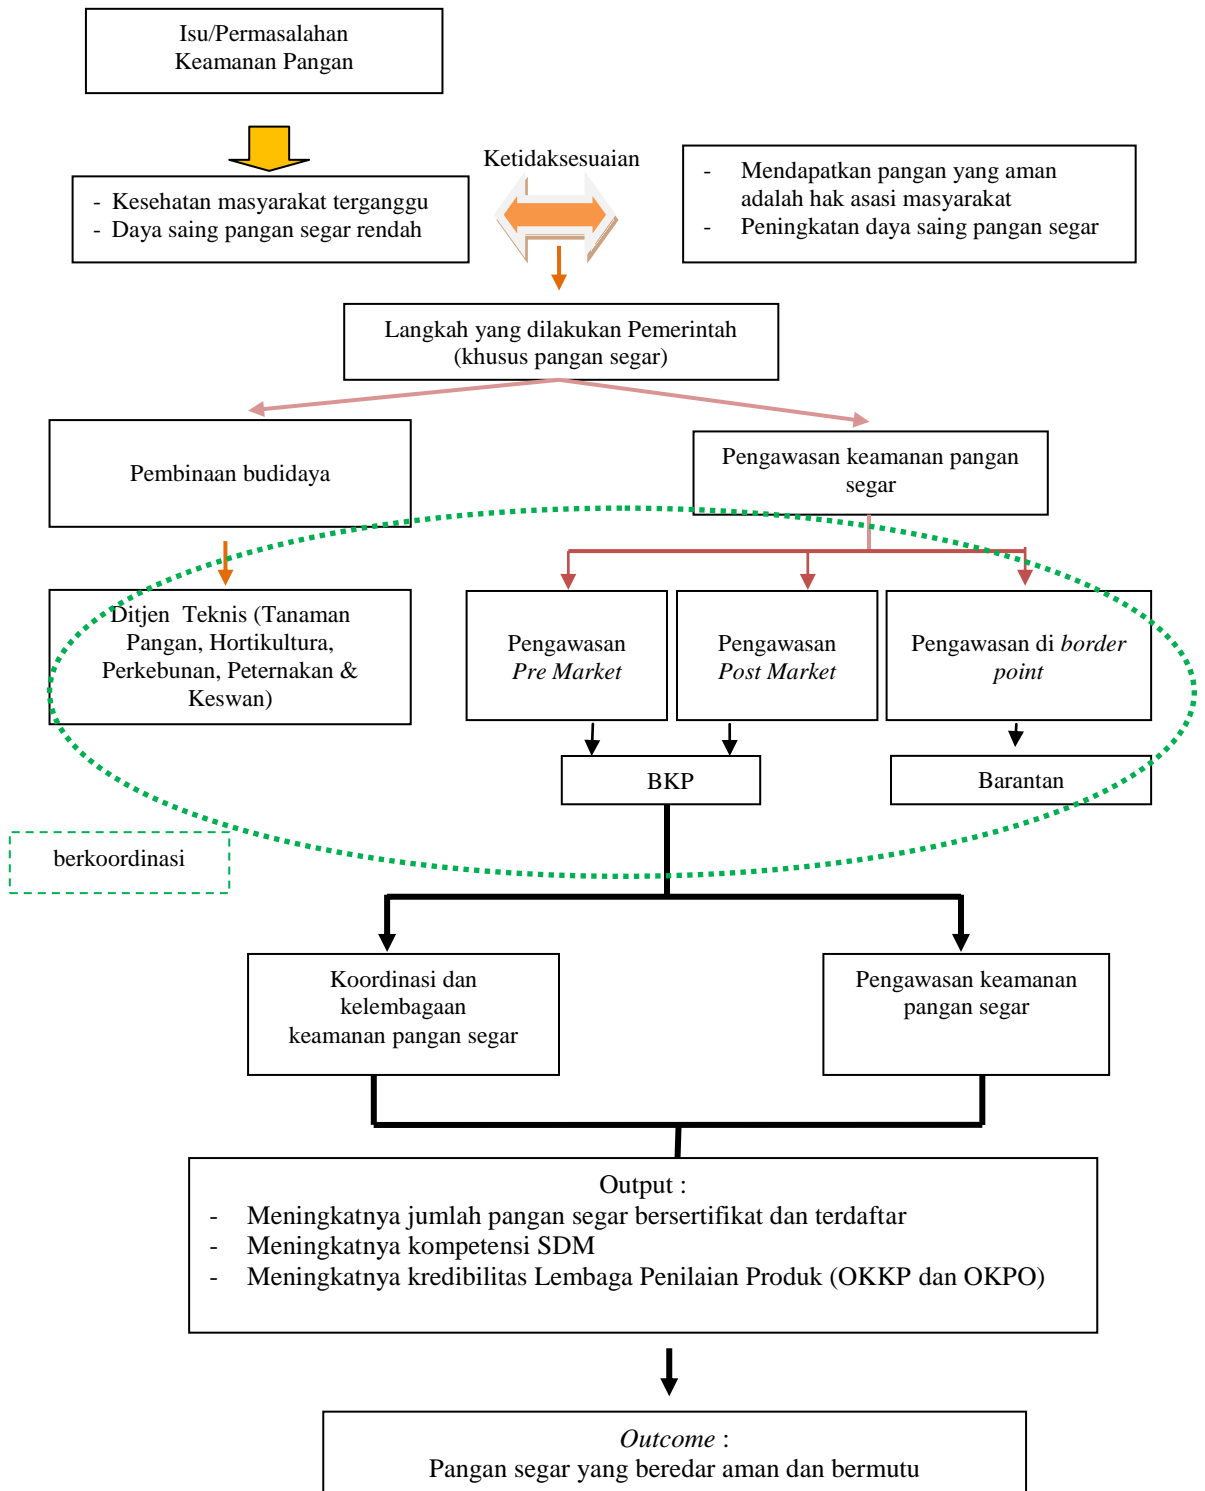 Isu/Permasalahan
Keamanan Pangan
Ketidaksesuaian
- Kesehatan masyarakat terganggu
- Daya saing pangan segar rendah
- Mendapatkan pangan yang aman
adalah hak asasi masyarakat
- Peningkatan daya saing pangan segar
Langkah yang dilakukan Pemerintah
(khusus pangan segar)
Pembinaan budidaya
Pengawasan keamanan pangan
segar
Ditjen Teknis (Tanaman
Pangan, Hortikultura,
Perkebunan, Peternakan &
Keswan)
Pengawasan
Pre Market
Pengawasan
Post Market
Pengawasan di border
point
BKP
Barantan
berkoordinasi
Koordinasi dan
kelembagaan
keamanan pangan segar
Pengawasan keamanan
pangan segar
Output :
- Meningkatnya jumlah pangan segar bersertifikat dan terdaftar
- Meningkatnya kompetensi SDM
- Meningkatnya kredibilitas Lembaga Penilaian Produk (OKKP dan OKPO)
Outcome :
Pangan segar yang beredar aman dan bermutu